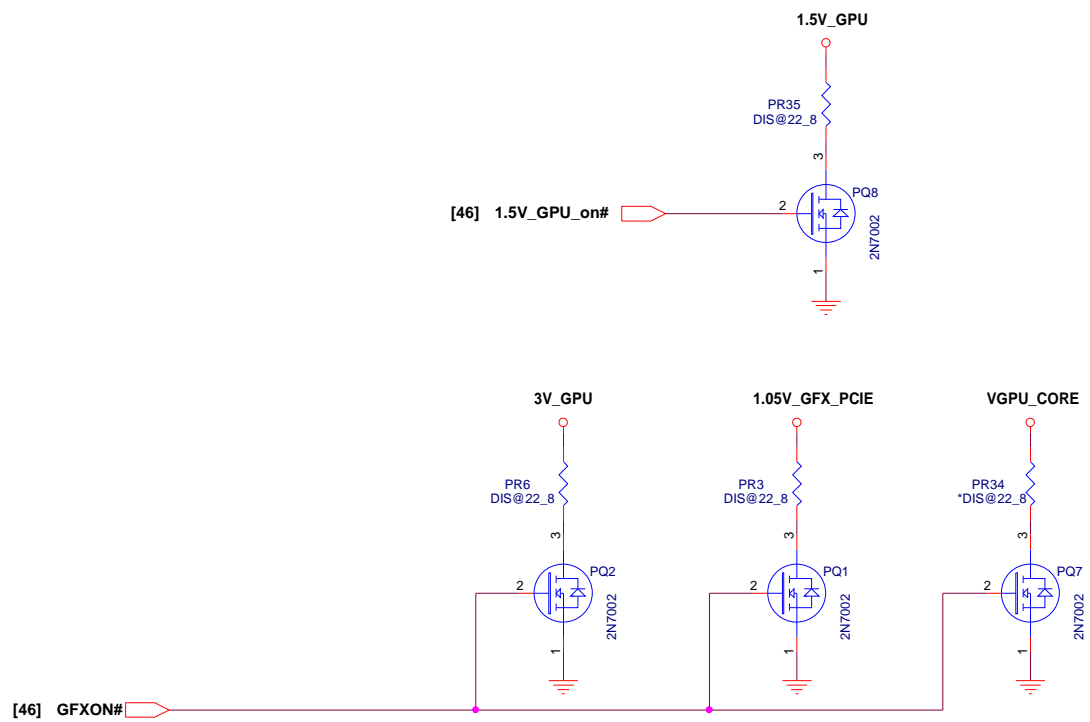 1.5V_GPU
PR35
DIS@22_8
3
PQ8
[46] 1.5V_GPU_on#
2
2N7002
1
3V_GPU
1.05V_GFX_PCIE
VGPU_CORE
PR6
DIS@22_8
PR3
DIS@22_8
PR34
*DIS@22_8
3
3
3
PQ2
PQ1
PQ7
2
2
2
2N7002
2N7002
2N7002
1
1
1
[46] GFXON#